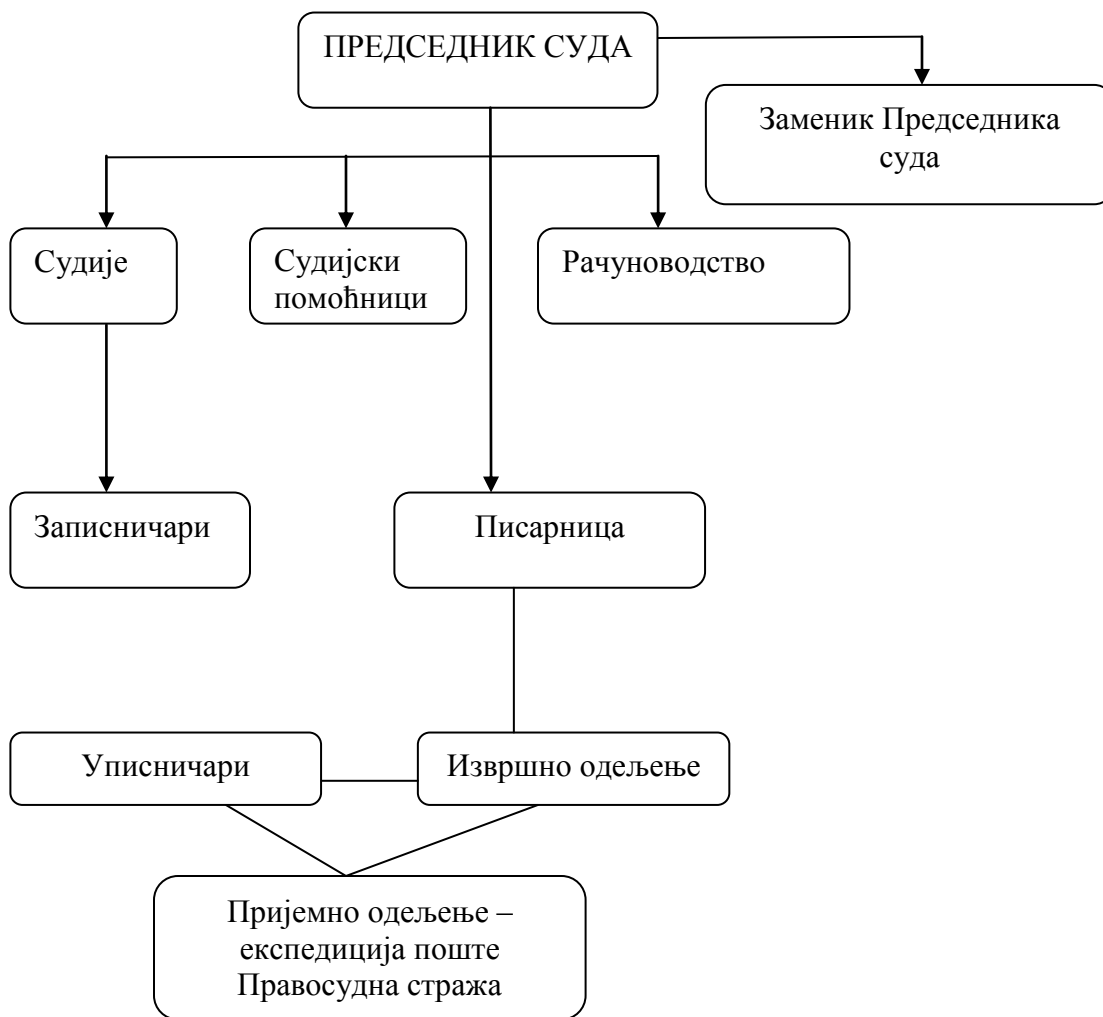 ПРЕДСЕДНИК СУДА
Заменик Председника
суда
Судије
Судијски
помоћници
Рачуноводство
Записничари
Писарница
Уписничари
Извршно одељење
Пријемно одељење –
експедиција поште
Правосудна стража